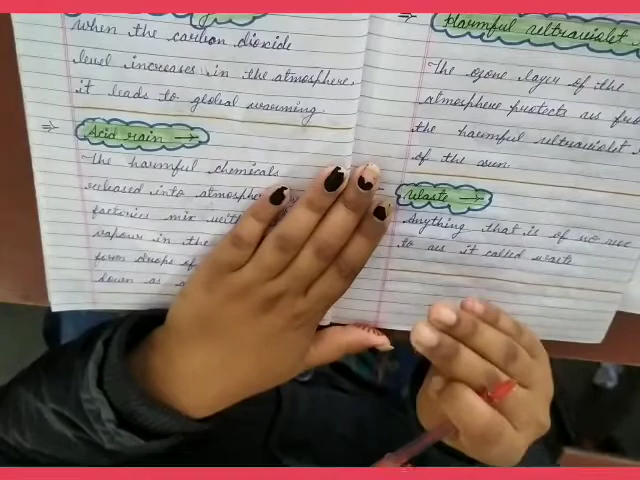 when the carbon dioxide
level increases in the atmosphere,
it leads to global warming.
⇒ Acid rain →
The harmful chemicals
released into atmosphe
factories mix with
vapour in the
form drops of
down as a
⇒ Harmful ultraviolet
The ozone layer of the
atmosphere protects us fro
the harmful ultraviolet
of the sun
Waste →
Anything that is of no use
to us it called waste